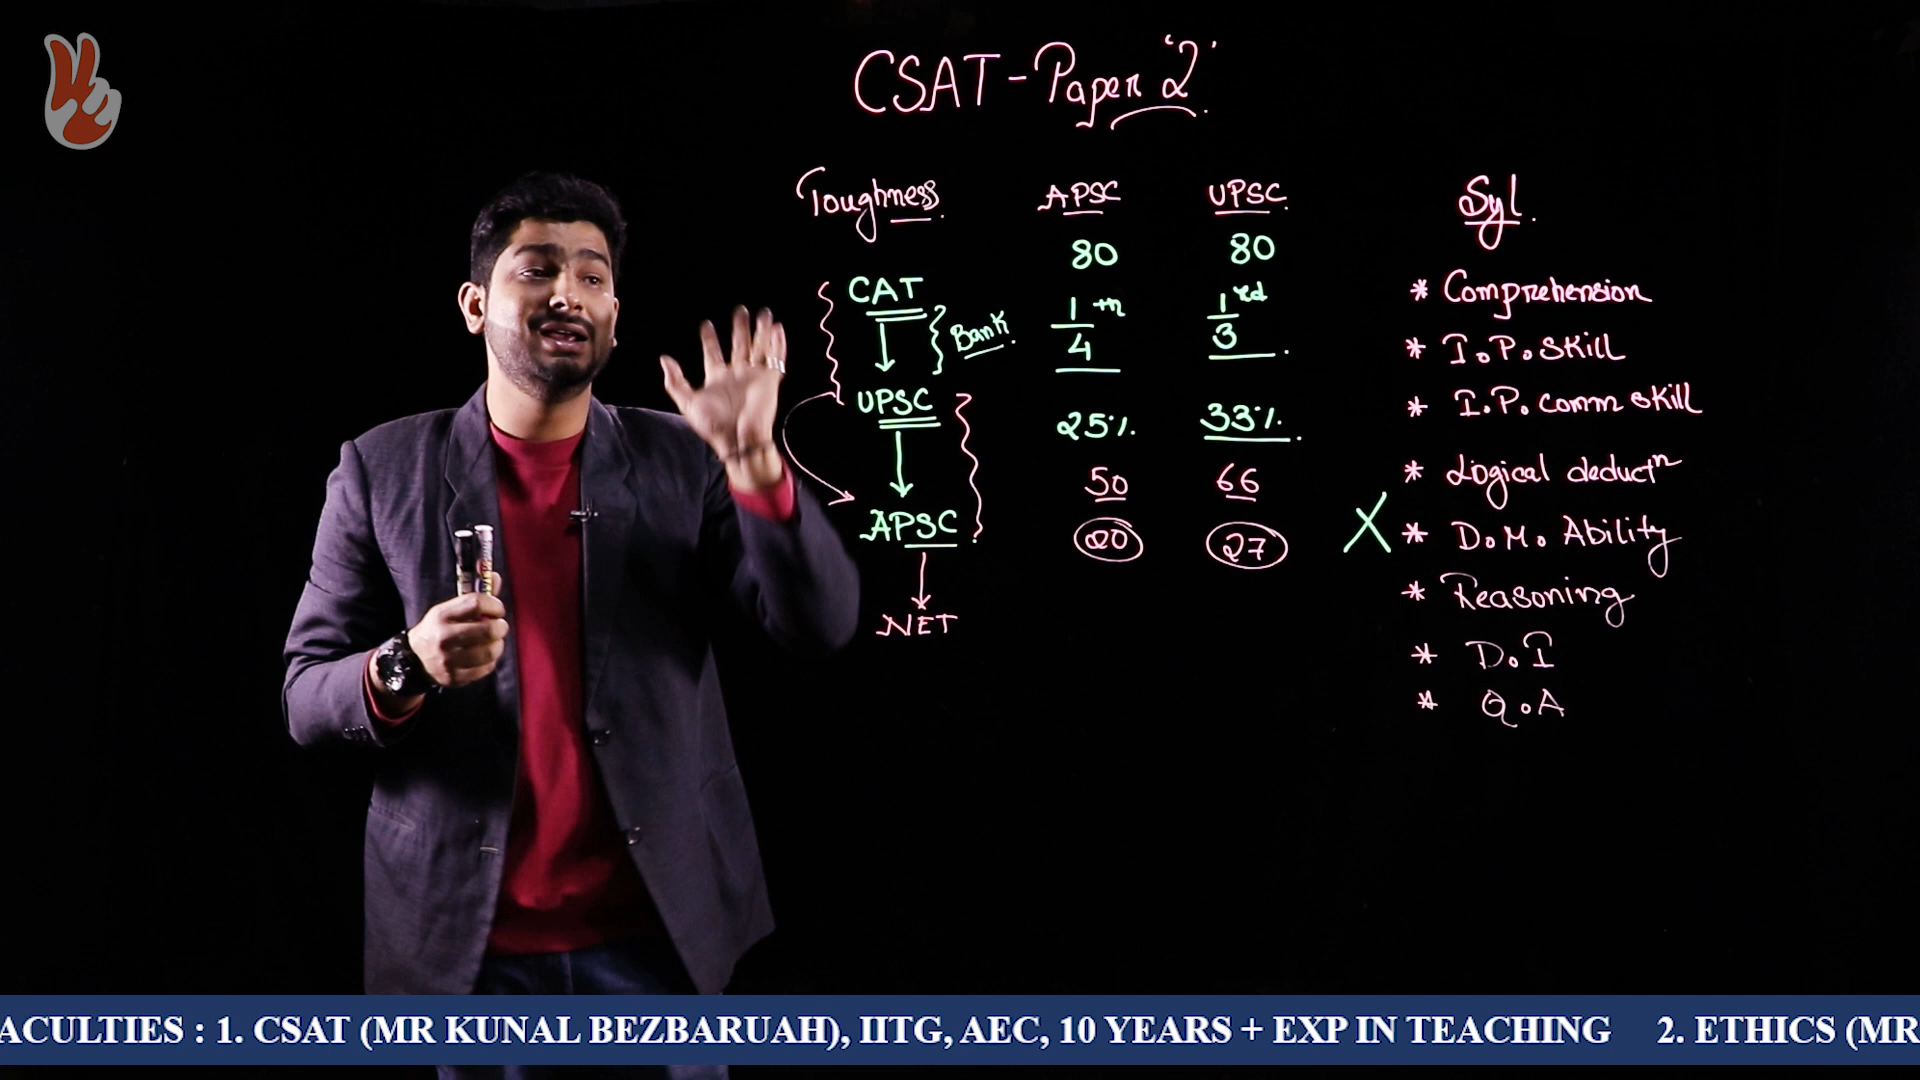 CSAT - Paper '2'.
Toughness.
CAT
Bank.
UPSC
APSC.
NET
APSC
80
1/4 th
25%.
50
20
UPSC.
80
1/3 rd
33%.
66
27
Syl.
* Comprehension
* I.P. Skill
* I.P. Comm skill
* Logical deductn
X * D.M. Ability
* Reasoning
* D.I
* Q.A
ACULTIES : 1. CSAT (MR KUNAL BEZBARUAH), IITG, AEC, 10 YEARS + EXP IN TEACHING 2. ETHICS (MR